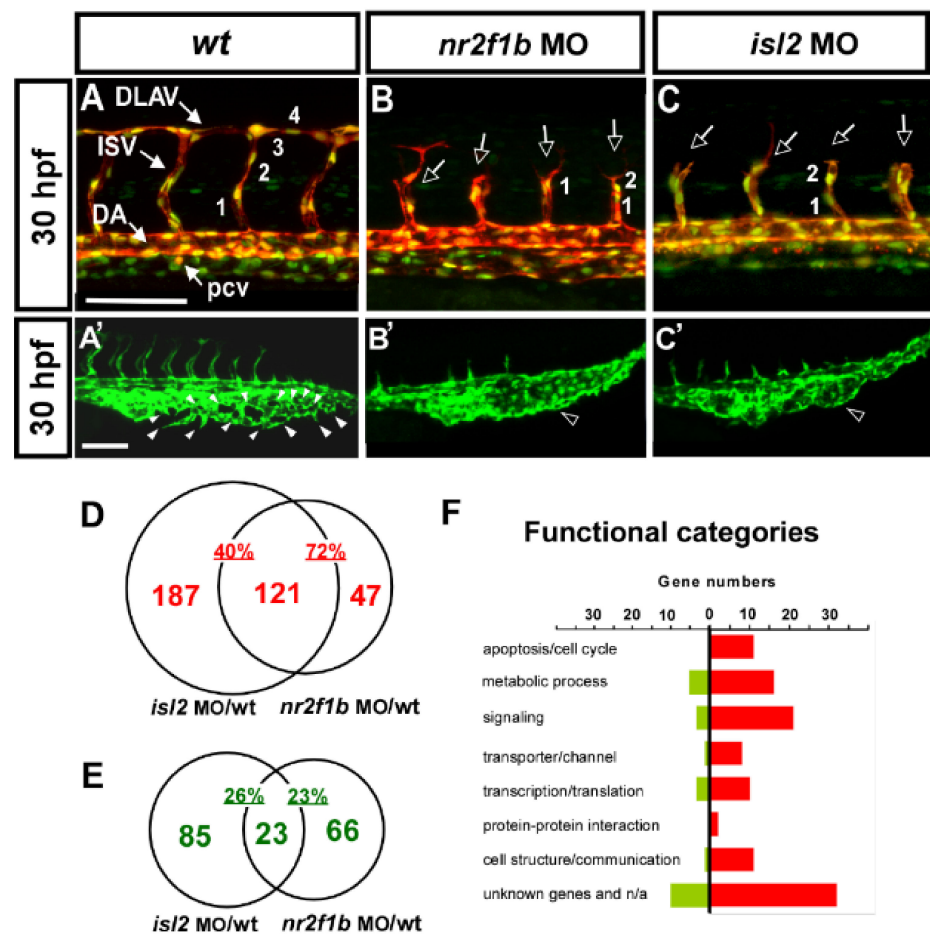 wt
nr2f1b MO
isl2 MO
30 hpf
A
DLAV
ISV
DA
pcv
4
3
2
1
B
1
2
1
C
2
1
30 hpf
A'
B'
C'
D
40%
72%
187
121
47
isl2 MO/wt
nr2f1b MO/wt
E
26%
23%
85
23
66
isl2 MO/wt
nr2f1b MO/wt
F
Functional categories
Gene numbers
30 20 10 0 10 20 30
apoptosis/cell cycle
metabolic process
signaling
transporter/channel
transcription/translation
protein-protein interaction
cell structure/communication
unknown genes and n/a